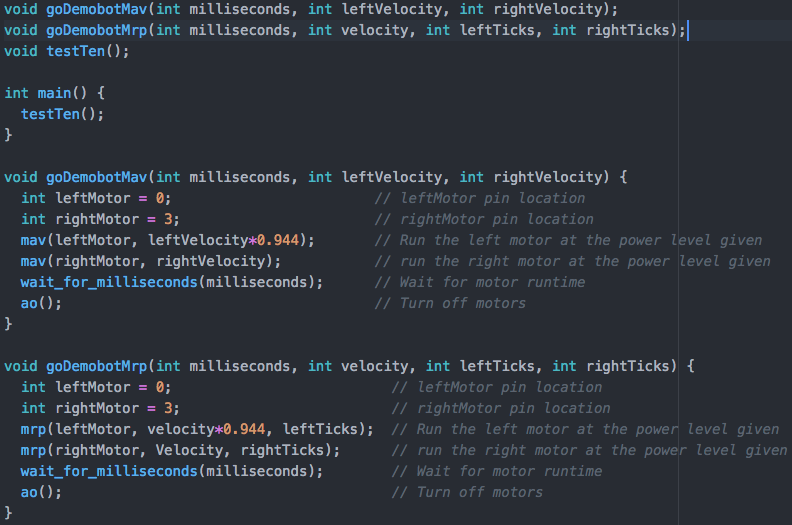 void goDemobotMav(int milliseconds, int leftVelocity, int rightVelocity);
void goDemobotMrp(int milliseconds, int velocity, int leftTicks, int rightTicks);
void testTen();

int main() {
  testTen();
}

void goDemobotMav(int milliseconds, int leftVelocity, int rightVelocity) {
  int leftMotor = 0;                        // leftMotor pin location
  int rightMotor = 3;                       // rightMotor pin location
  mav(leftMotor, leftVelocity*0.944);       // Run the left motor at the power level given
  mav(rightMotor, rightVelocity);           // run the right motor at the power level given
  wait_for_milliseconds(milliseconds);      // Wait for motor runtime
  ao();                                     // Turn off motors
}

void goDemobotMrp(int milliseconds, int velocity, int leftTicks, int rightTicks) {
  int leftMotor = 0;                          // leftMotor pin location
  int rightMotor = 3;                         // rightMotor pin location
  mrp(leftMotor, velocity*0.944, leftTicks);  // Run the left motor at the power level given
  mrp(rightMotor, Velocity, rightTicks);      // run the right motor at the power level given
  wait_for_milliseconds(milliseconds);        // Wait for motor runtime
  ao();                                       // Turn off motors
}